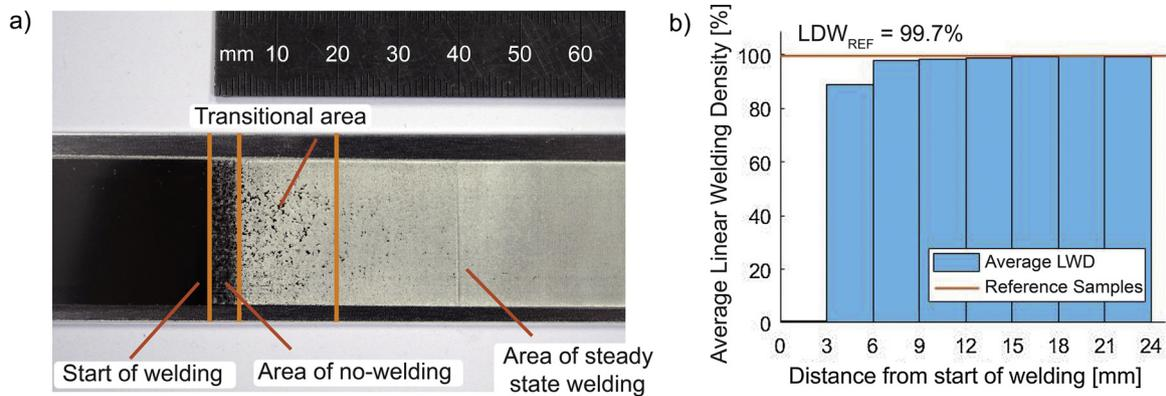 a)
mm 10 20 30 40 50 60
Transitional area
Start of welding
Area of no-welding
Area of steady
state welding
b)
LDWREF = 99.7%
Average Linear Welding Density [%]
100
80
60
40
20
0
Average LWD
Reference Samples
0 3 6 9 12 15 18 21 24
Distance from start of welding [mm]